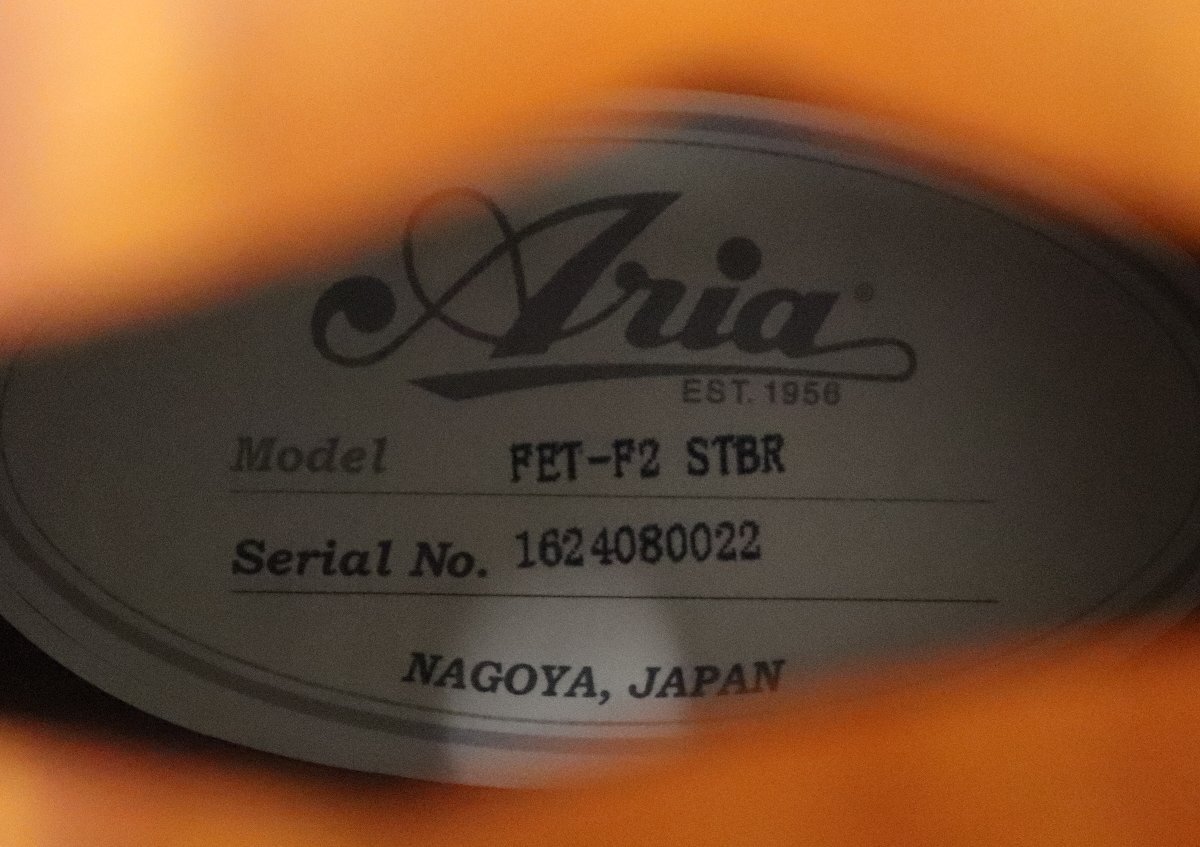 Aria®
EST. 1956
Model FET-F2 STBR
Serial No. 1624080022
NAGOYA, JAPAN